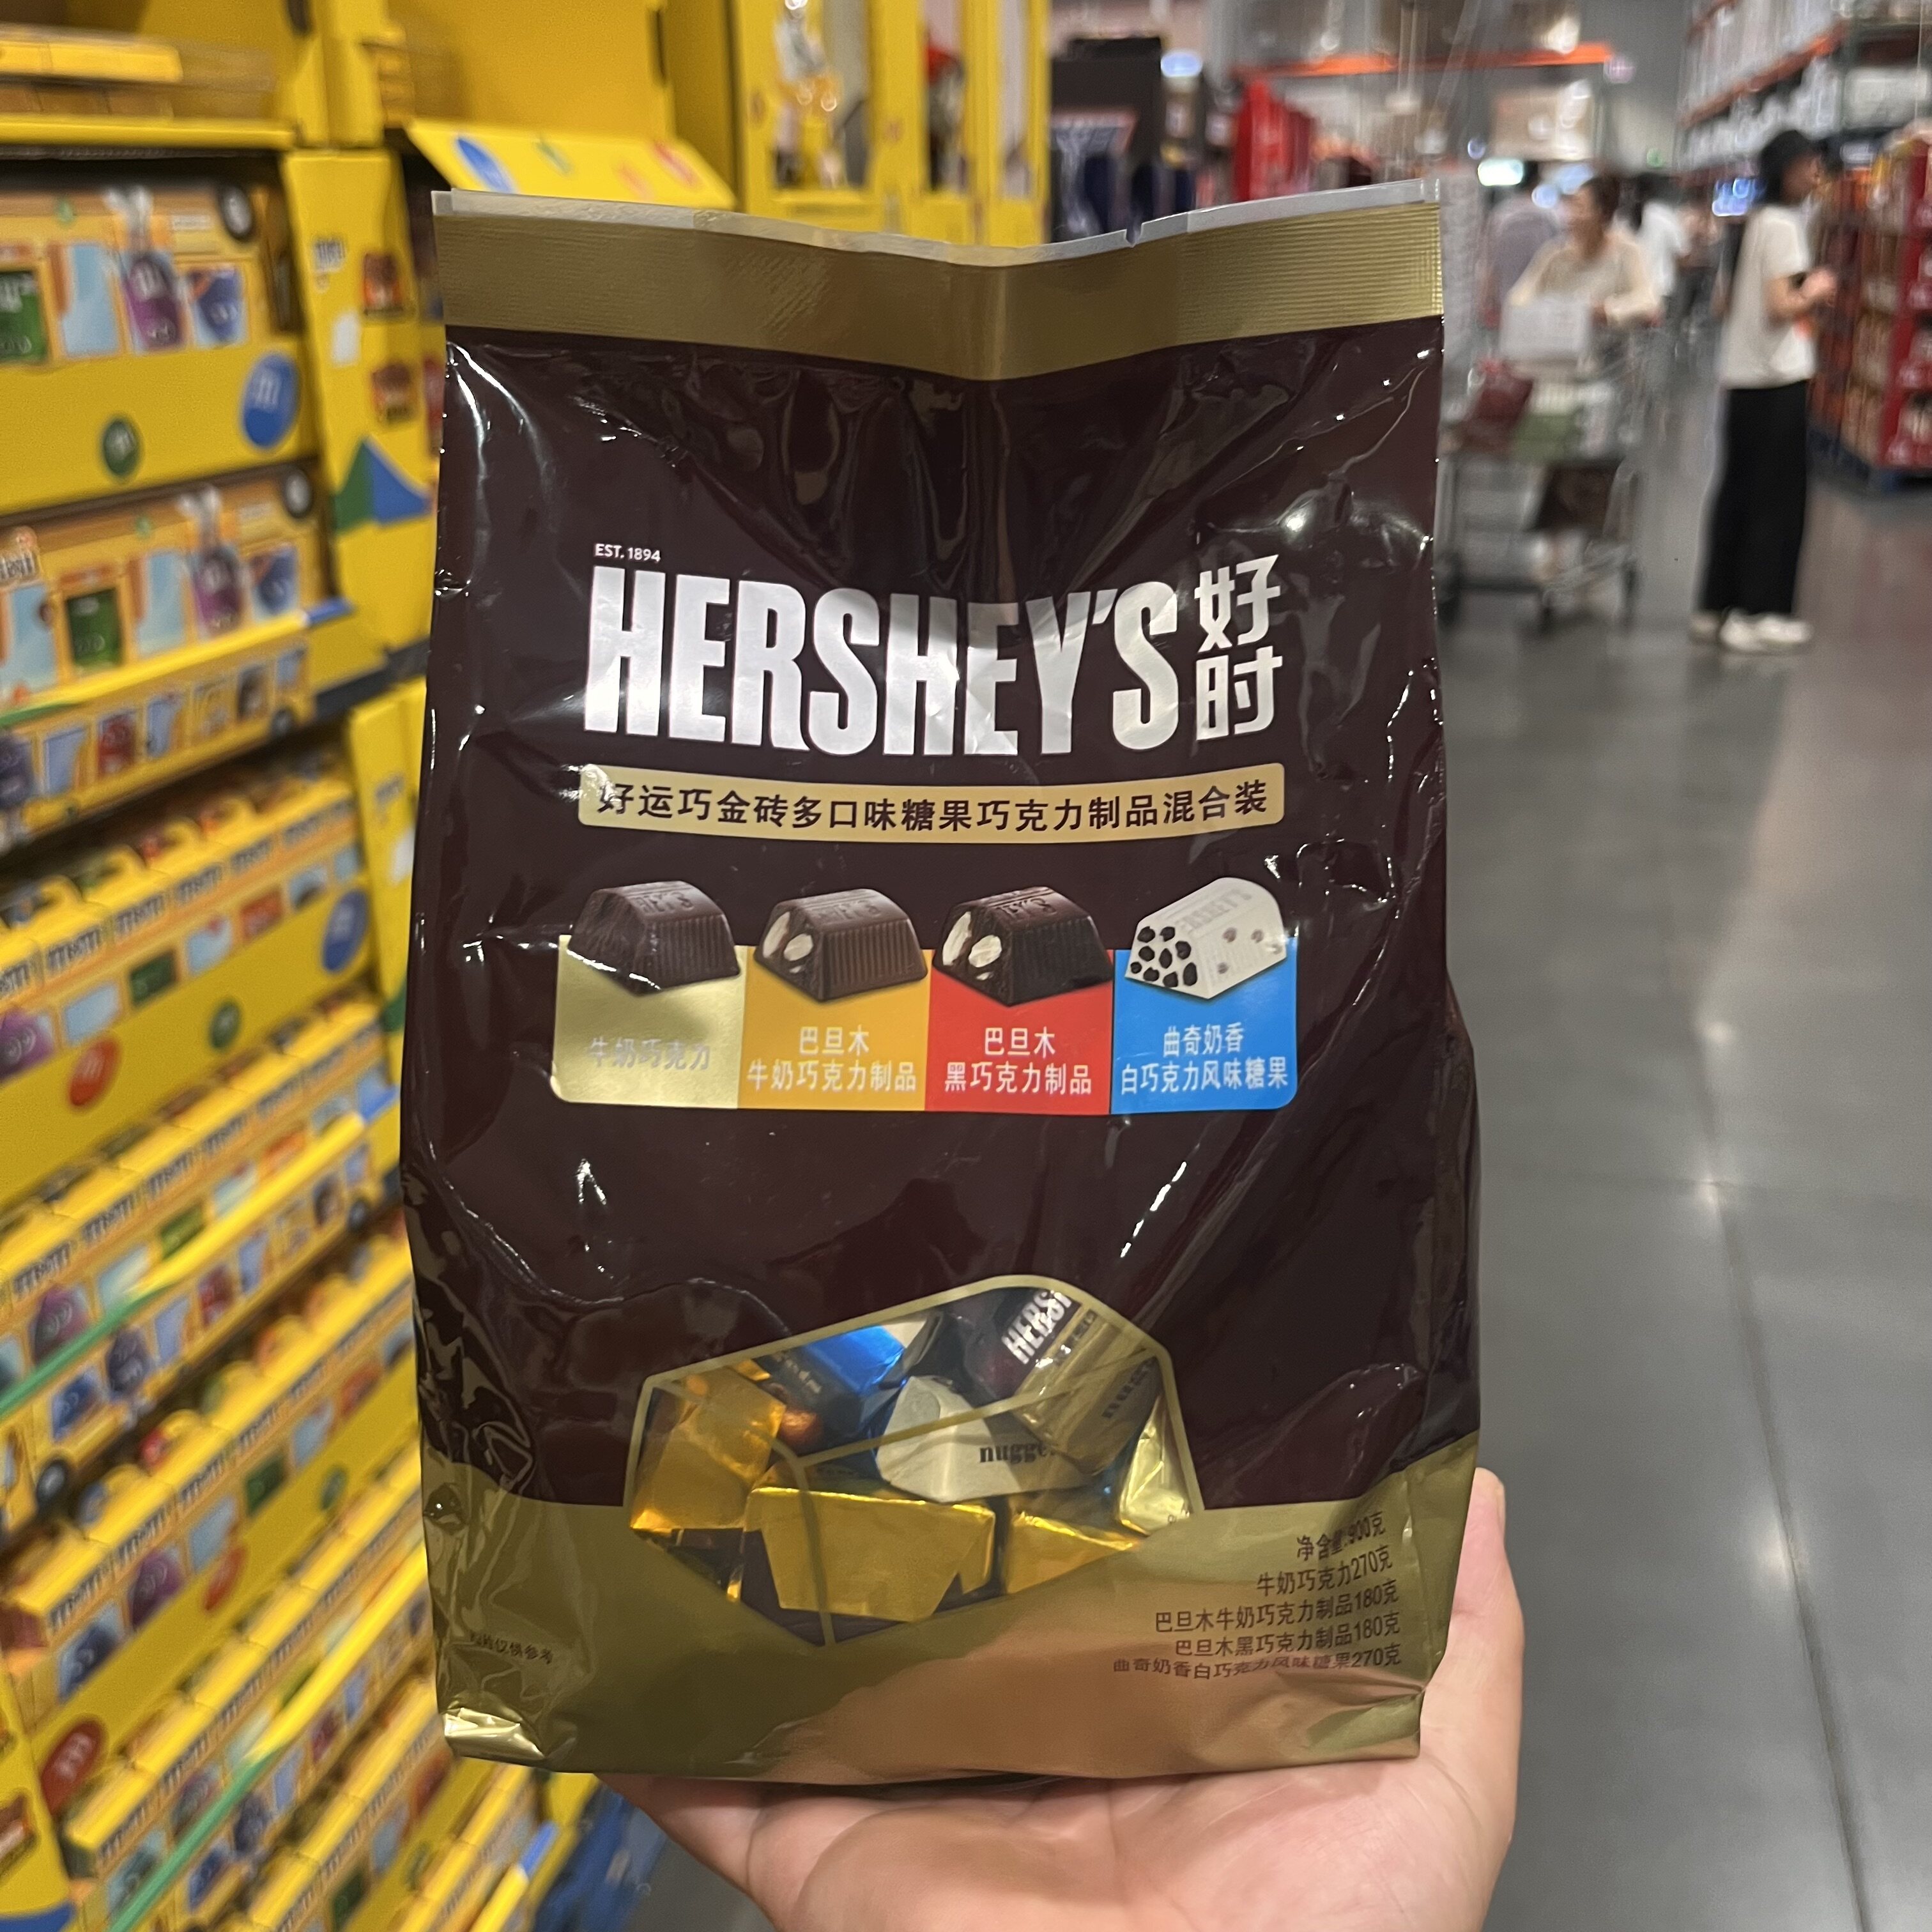 EST. 1894
HERSHEY'S 好时
好运巧金砖多口味糖果巧克力制品混合装
牛奶巧克力
巴旦木
牛奶巧克力制品
巴旦木
黑巧克力制品
曲奇奶香
白巧克力风味糖果
净含量:900克
牛奶巧克力270克
巴旦木牛奶巧克力制品180克
巴旦木黑巧克力制品180克
曲奇奶香白巧克力风味糖果270克
仅供参考